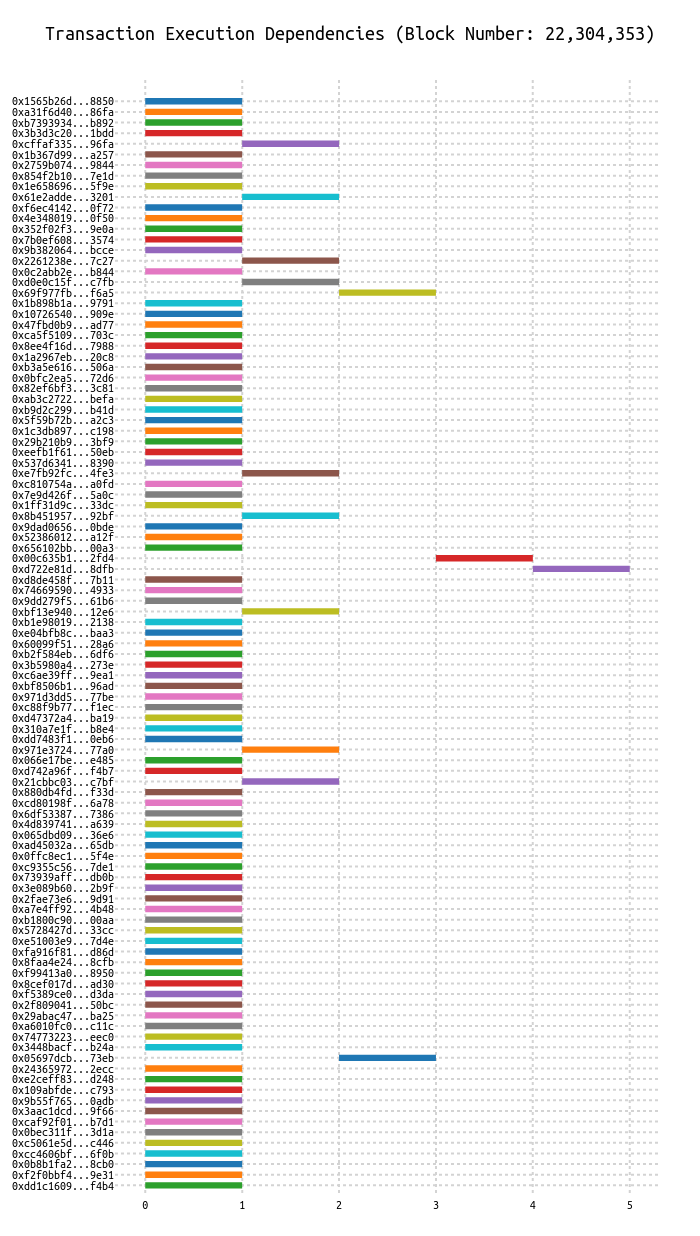 Transaction Execution Dependencies (Block Number: 22,304,353)
0x1565b26d...8850
0xa31f6d40...86fa
0xb7393934...b892
0x3b3d3c20...1bdd
0xcffaf335...96fa
0x1b367d99...a257
0x2759b074...9844
0x854f2b10...7e1d
0x1e658696...5f9e
0x61e2adde...3201
0xf6ec4142...0f72
0x4e348019...0f50
0x352f02f3...9e0a
0x7b0ef608...3574
0x9b382064...bcce
0x2261238e...7c27
0x0c2abb2e...b844
0xd0e0c15f...c7fb
0x69f977fb...f6a5
0x1b898b1a...9791
0x10726540...909e
0x47fbd0b9...ad77
0xca5f5109...703c
0x8ee4f16d...7988
0x1a2967eb...20c8
0xb3a5e616...506a
0x0bfc2ea5...72d6
0x82ef6bf3...3c81
0xab3c2722...befa
0xb9d2c299...b41d
0x5f59b72b...a2c3
0x1c3db897...c198
0x29b210b9...3bf9
0xeefb1f61...50eb
0x537d6341...8390
0xe7fb92fc...4fe3
0xc810754a...a0fd
0x7e9d426f...5a0c
0x1ff31d9c...33dc
0x8b451957...92bf
0x9dad0656...0bde
0x52386012...a12f
0x656102bb...00a3
0x00c635b1...2fd4
0xd722e81d...8dfb
0xd8de458f...7b11
0x74669590...4933
0x9dd279f5...61b6
0xbf13e940...12e6
0xb1e98019...2138
0xe04bfb8c...baa3
0x60099f51...28a6
0xb2f584eb...6df6
0x3b5980a4...273e
0xc6ae39ff...9ea1
0xbf8506b1...96ad
0x971d3dd5...77be
0xc88f9b77...f1ec
0xd47372a4...ba19
0x310a7e1f...b8e4
0xdd7483f1...0eb6
0x971e3724...77a0
0x066e17be...e485
0xd742a96f...f4b7
0x21cbbc03...c7bf
0x880db4fd...f33d
0xcd80198f...6a78
0x6df53387...7386
0x4d839741...a639
0x065dbd09...36e6
0xad45032a...65db
0x0ffc8ec1...5f4e
0xc9355c56...7de1
0x73939aff...db0b
0x3e089b60...2b9f
0x2fae73e6...9d91
0xa7e4ff92...4b48
0xb1800c90...00aa
0x5728427d...33cc
0xe51003e9...7d4e
0xfa916f81...d86d
0x8faa4e24...8cfb
0xf99413a0...8950
0x8cef017d...ad30
0xf5389ce0...d3da
0x2f809041...50bc
0x29abac47...ba25
0xa6010fc0...c11c
0x74773223...eec0
0x3448bacf...b24a
0x05697dcb...73eb
0x24365972...2ecc
0xe2ceff83...d248
0x109abfde...c793
0x9b55f765...0adb
0x3aac1dcd...9f66
0xcaf92f01...b7d1
0x0bec311f...3d1a
0xc5061e5d...c446
0xcc4606bf...6f0b
0x0b8b1fa2...8cb0
0xf2f0bbf4...9e31
0xdd1c1609...f4b4
0 1 2 3 4 5